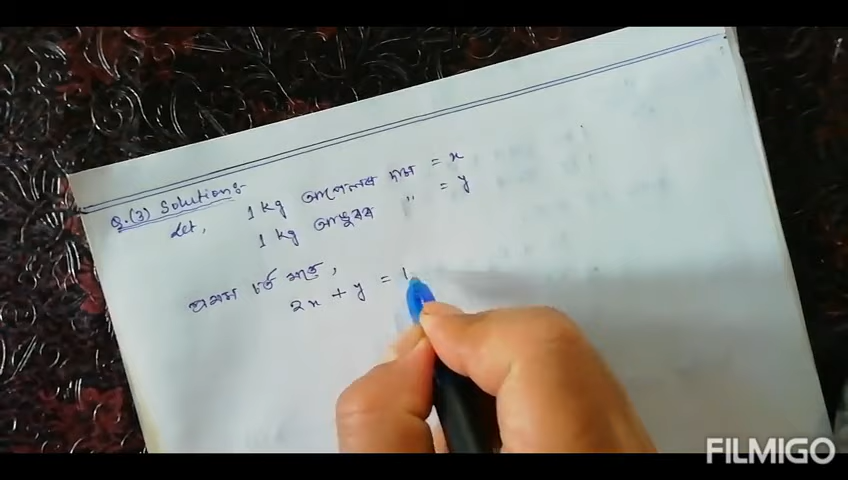 Q.(3) Solution:-
Let, 1 kg আপেলৰ দাম = x
1 kg আঙুৰৰ " = y
প্ৰথম চৰ্ত মতে,
2x + y = 1
FILMIGO